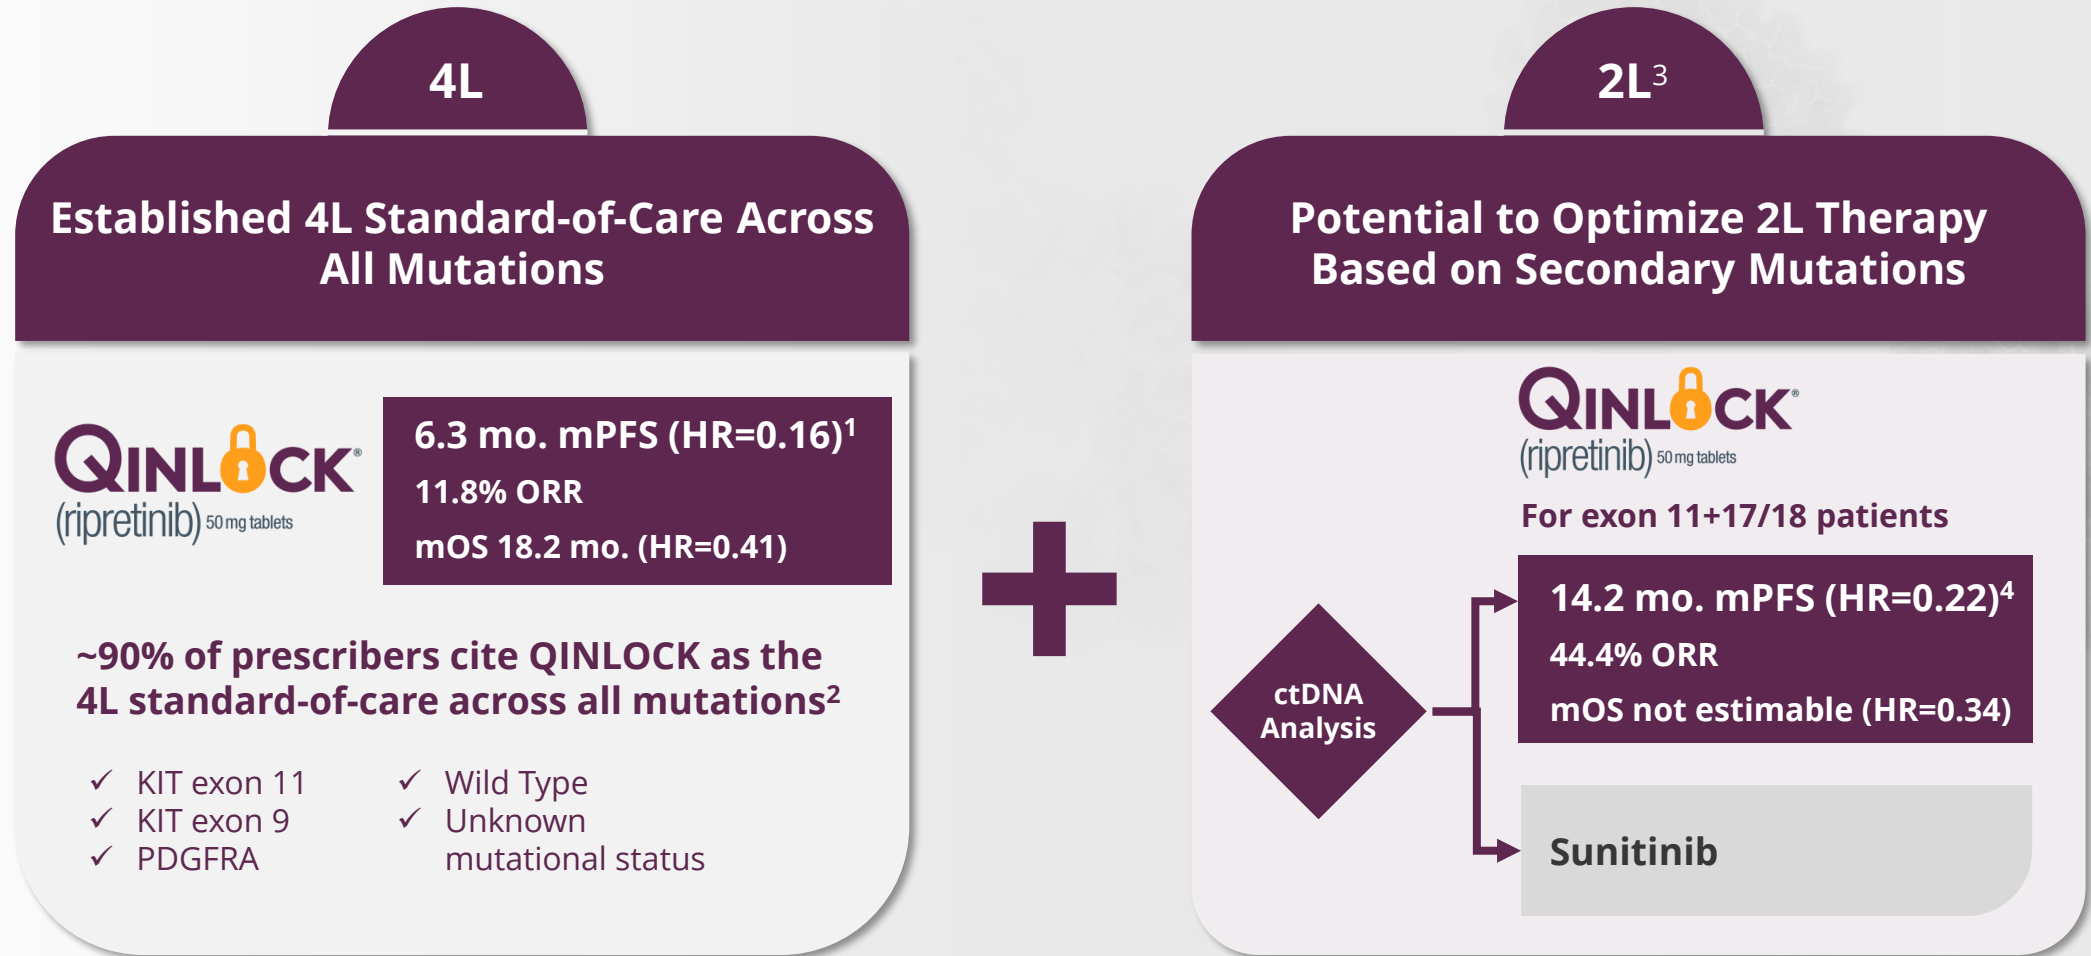 4L
Established 4L Standard-of-Care Across
All Mutations
QINLOCK®
(ripretinib) 50 mg tablets
6.3 mo. mPFS (HR=0.16)¹
11.8% ORR
mOS 18.2 mo. (HR=0.41)
~90% of prescribers cite QINLOCK as the
4L standard-of-care across all mutations²
✓ KIT exon 11
✓ KIT exon 9
✓ PDGFRA
✓ Wild Type
✓ Unknown
mutational status
2L³
Potential to Optimize 2L Therapy
Based on Secondary Mutations
QINLOCK®
(ripretinib) 50 mg tablets
For exon 11+17/18 patients
ctDNA
Analysis
14.2 mo. mPFS (HR=0.22)⁴
44.4% ORR
mOS not estimable (HR=0.34)
Sunitinib